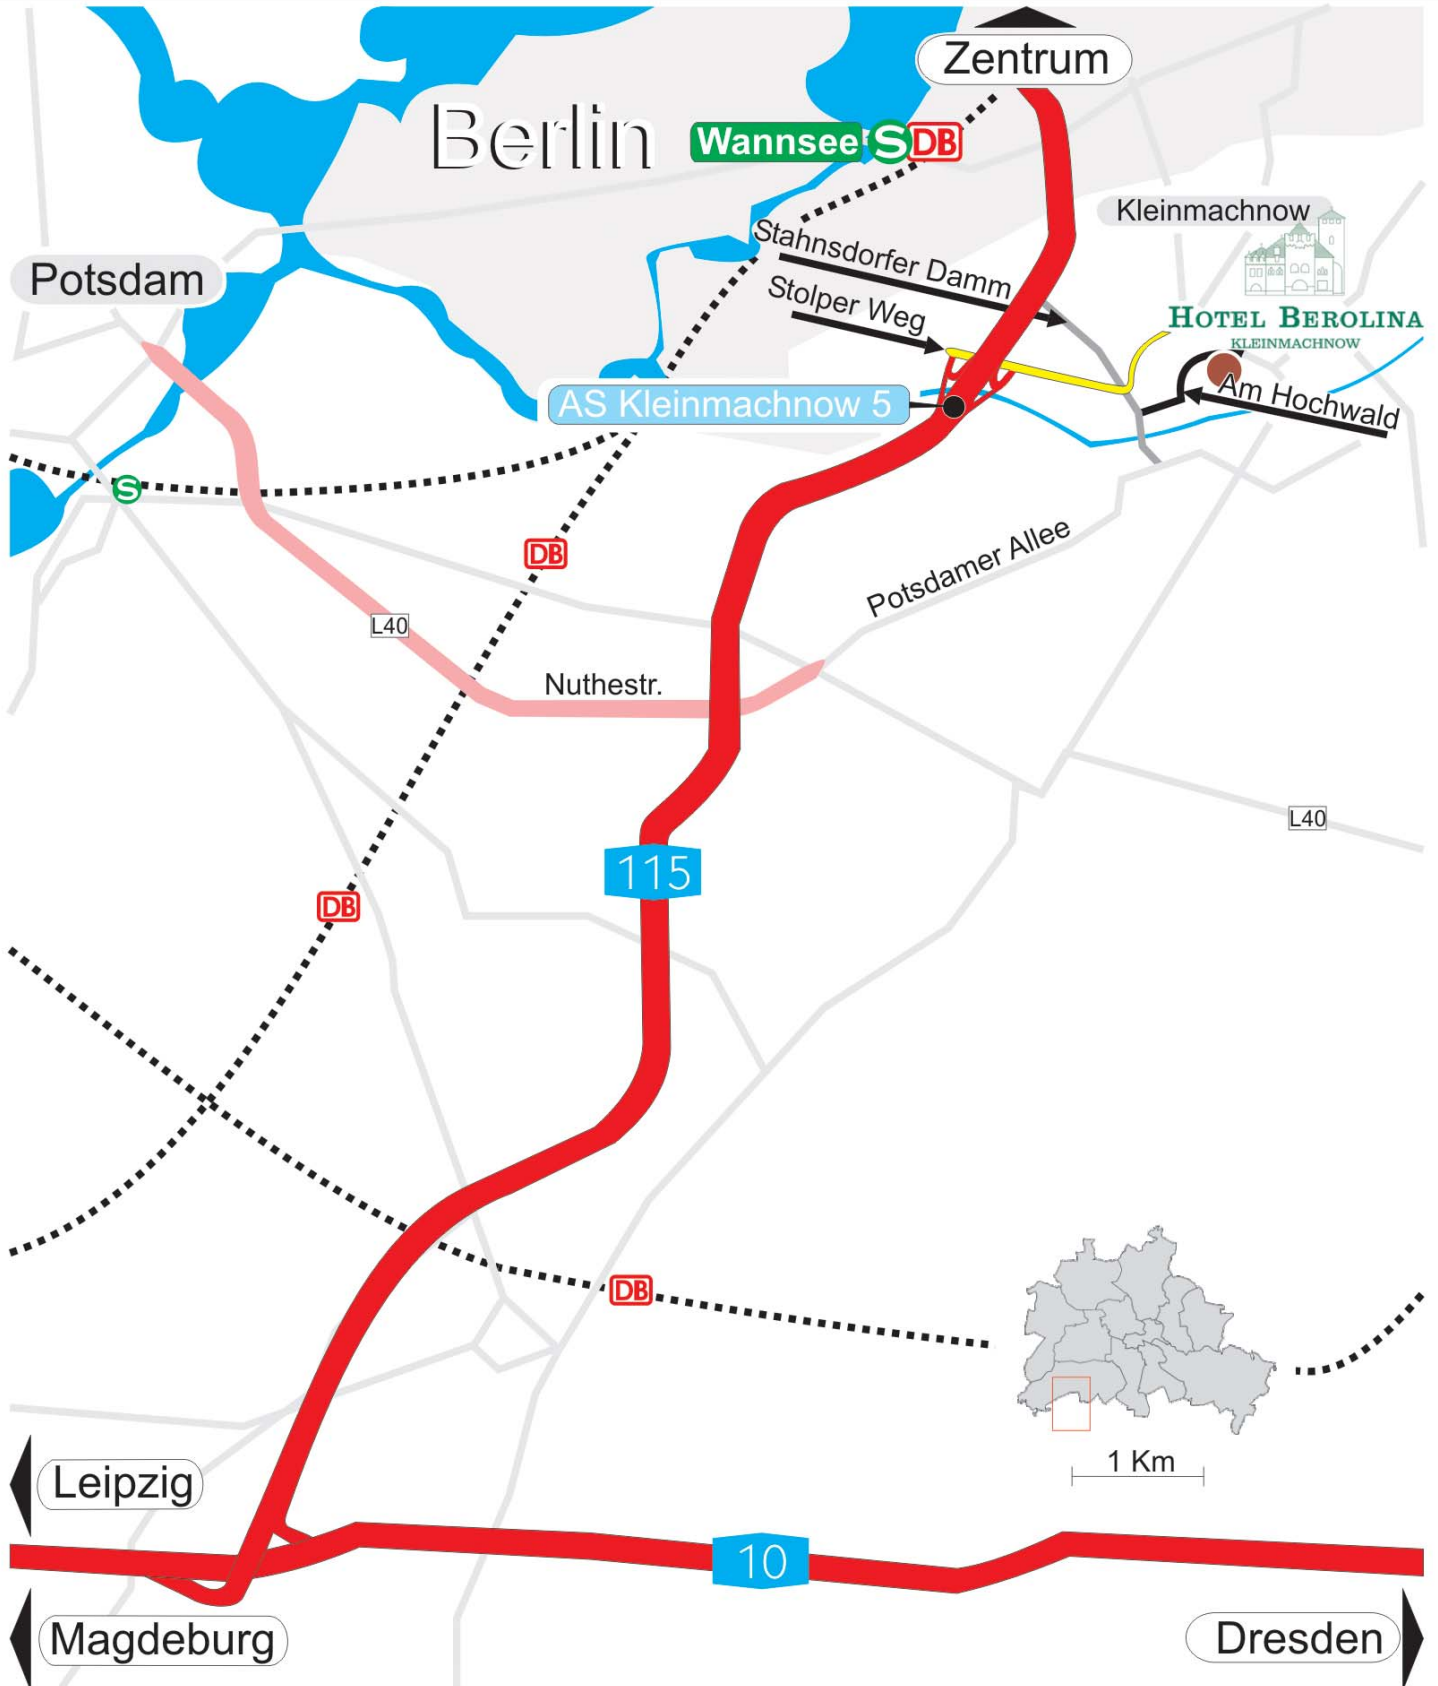 Zentrum
Berlin
Wannsee S DB
Kleinmachnow
Stahnsdorfer Damm
Potsdam
Stolper Weg
HOTEL BEROLINA
KLEINMACHNOW
AS Kleinmachnow 5
Am Hochwald
S
DB
Potsdamer Allee
L40
Nuthestr.
L40
115
DB
DB
1 Km
Leipzig
10
Magdeburg
Dresden